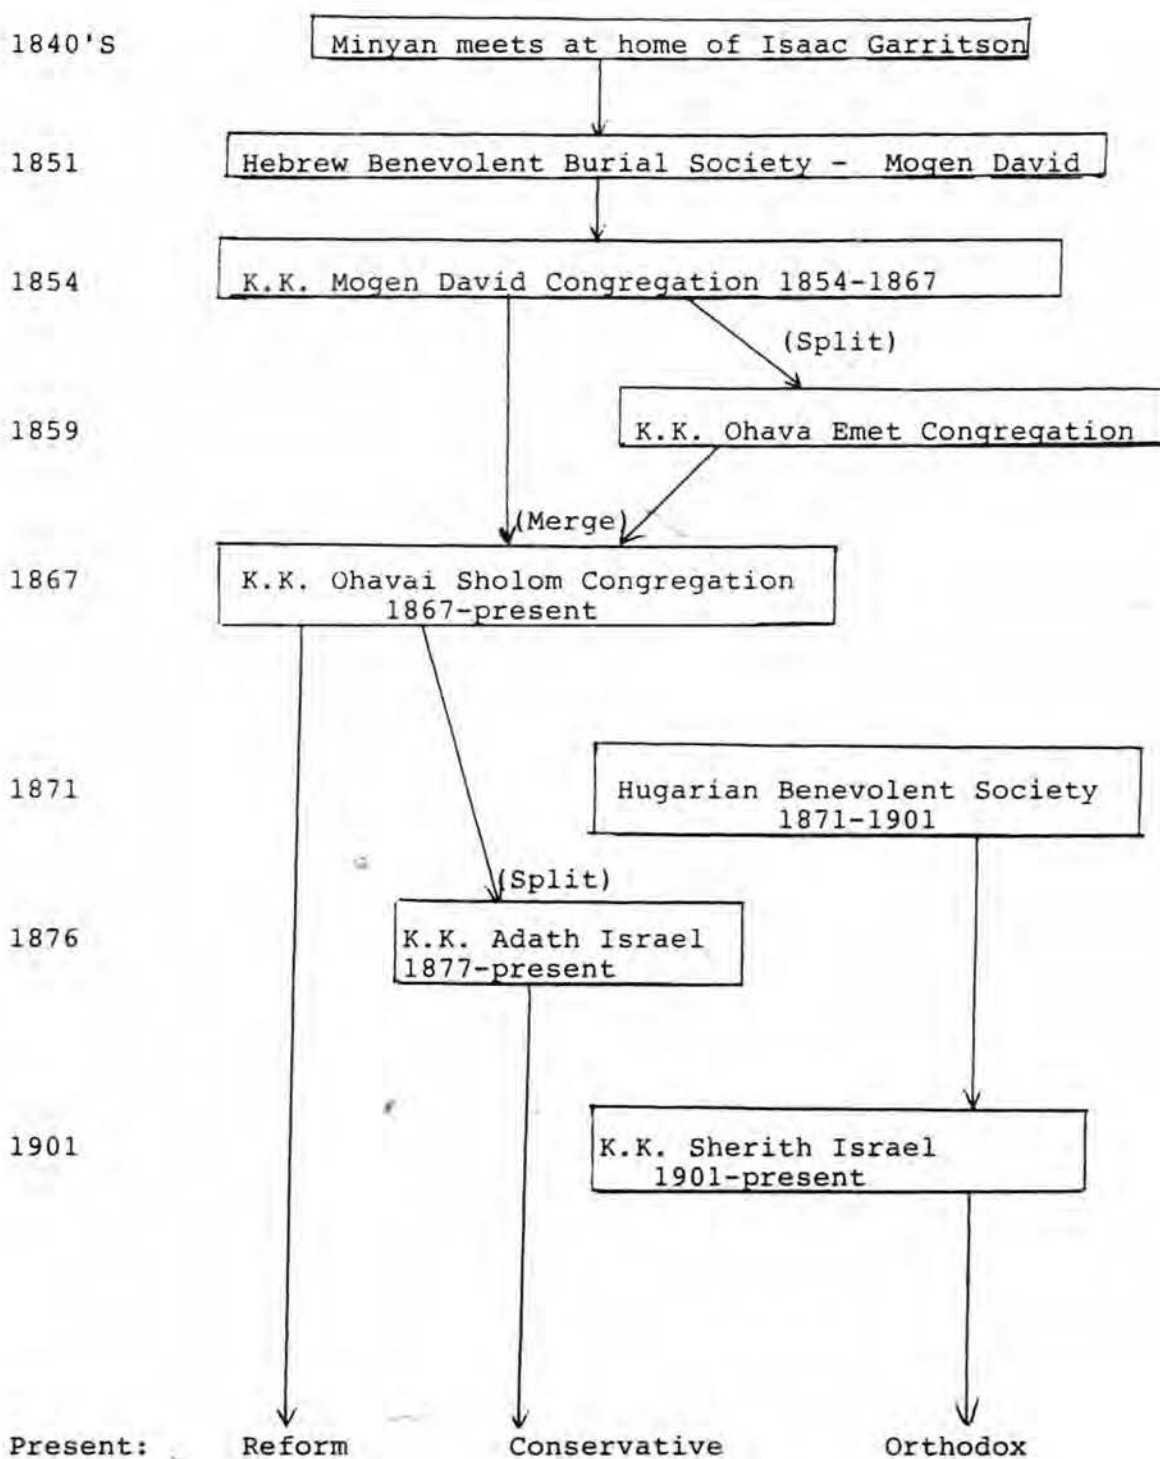 1840'S Minyan meets at home of Isaac Garritson
1851 Hebrew Benevolent Burial Society - Mogen David
1854 K.K. Mogen David Congregation 1854-1867
(Split)
1859 K.K. Ohava Emet Congregation
(Merge)
1867 K.K. Ohavai Sholom Congregation
1867-present
1871 Hugarian Benevolent Society
1871-1901
(Split)
1876 K.K. Adath Israel
1877-present
1901 K.K. Sherith Israel
1901-present
Present: Reform Conservative Orthodox